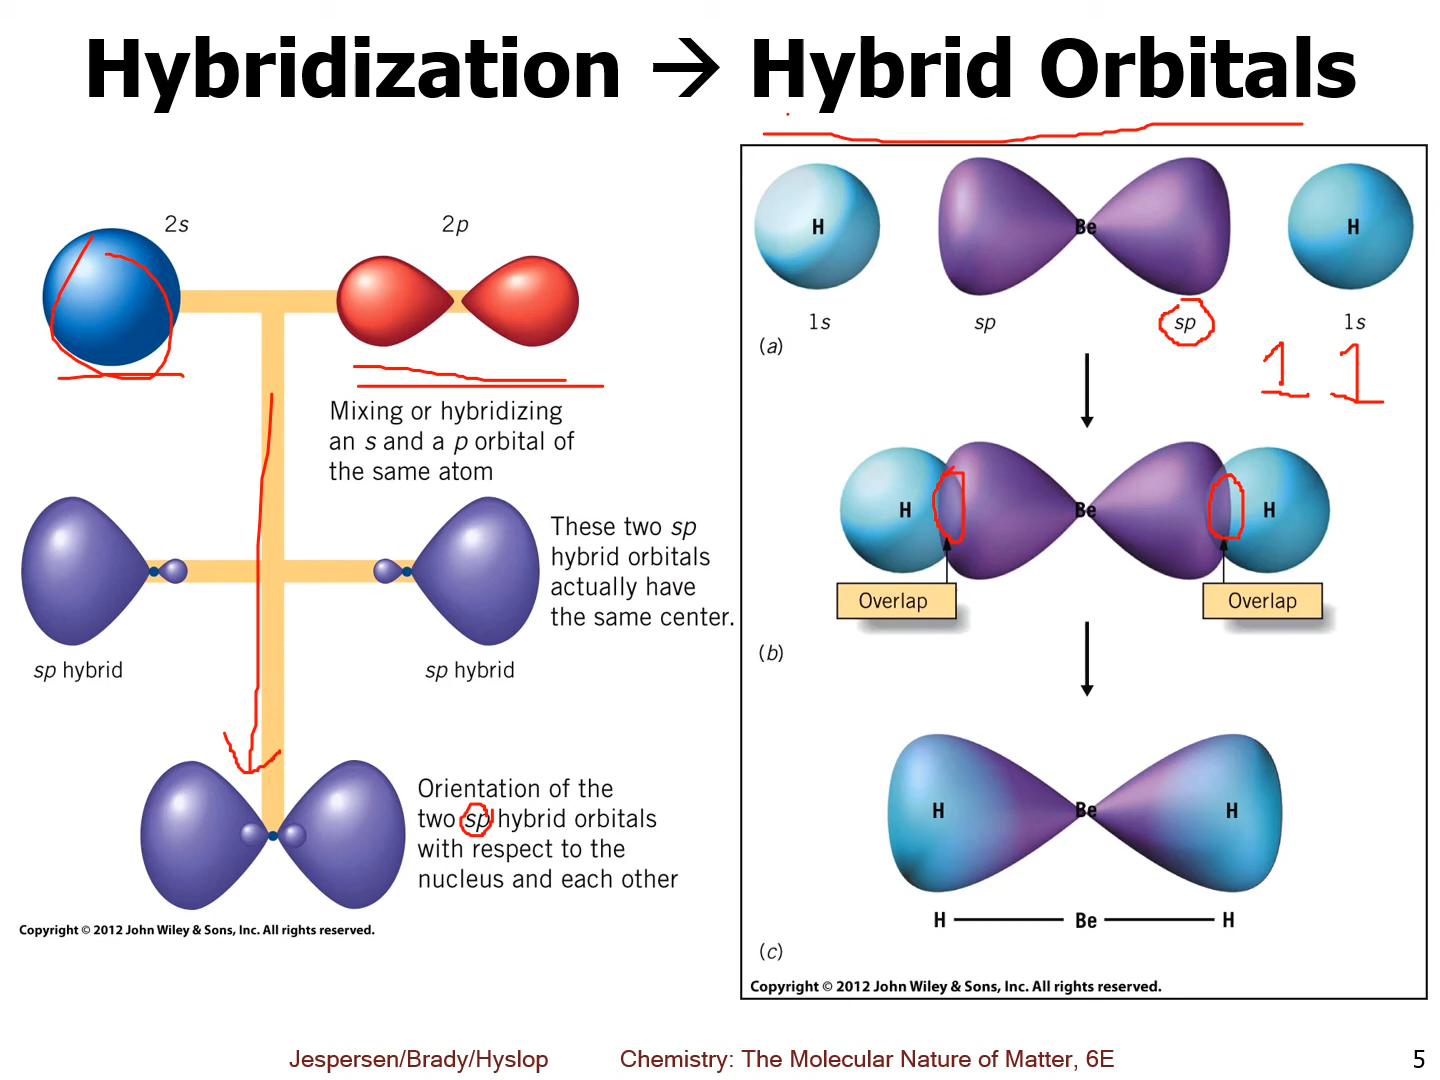 Hybridization → Hybrid Orbitals
2s
2p
Mixing or hybridizing
an s and a p orbital of
the same atom
These two sp
hybrid orbitals
actually have
the same center.
sp hybrid
sp hybrid
Orientation of the
two sp hybrid orbitals
with respect to the
nucleus and each other
Copyright © 2012 John Wiley & Sons, Inc. All rights reserved.
H
Be
H
1s
sp
sp
1s
(a)
1 1
H
Be
H
Overlap
Overlap
(b)
H
Be
H
H — Be — H
(c)
Copyright © 2012 John Wiley & Sons, Inc. All rights reserved.
Jespersen/Brady/Hyslop
Chemistry: The Molecular Nature of Matter, 6E
5